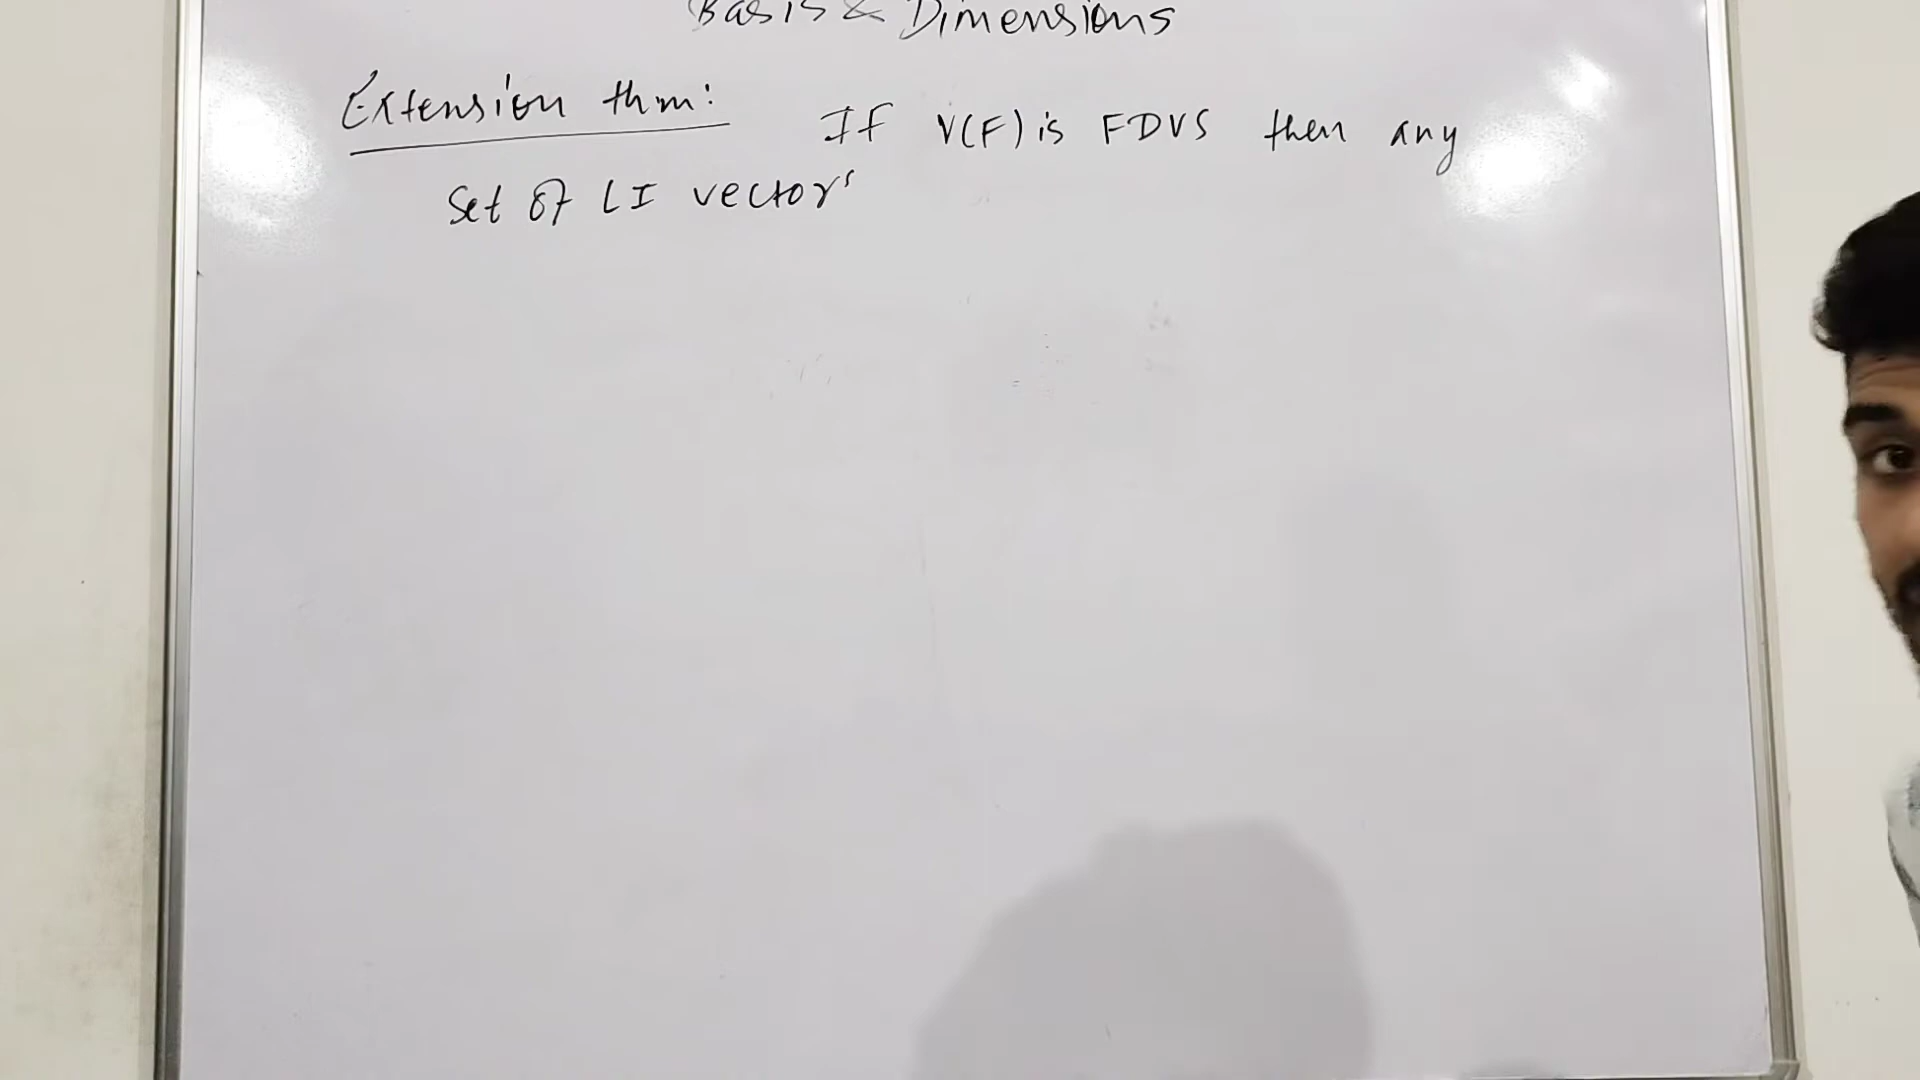 Basis & Dimensions
Extension thm: If V(F) is FDVS then any
Set of LI vectors